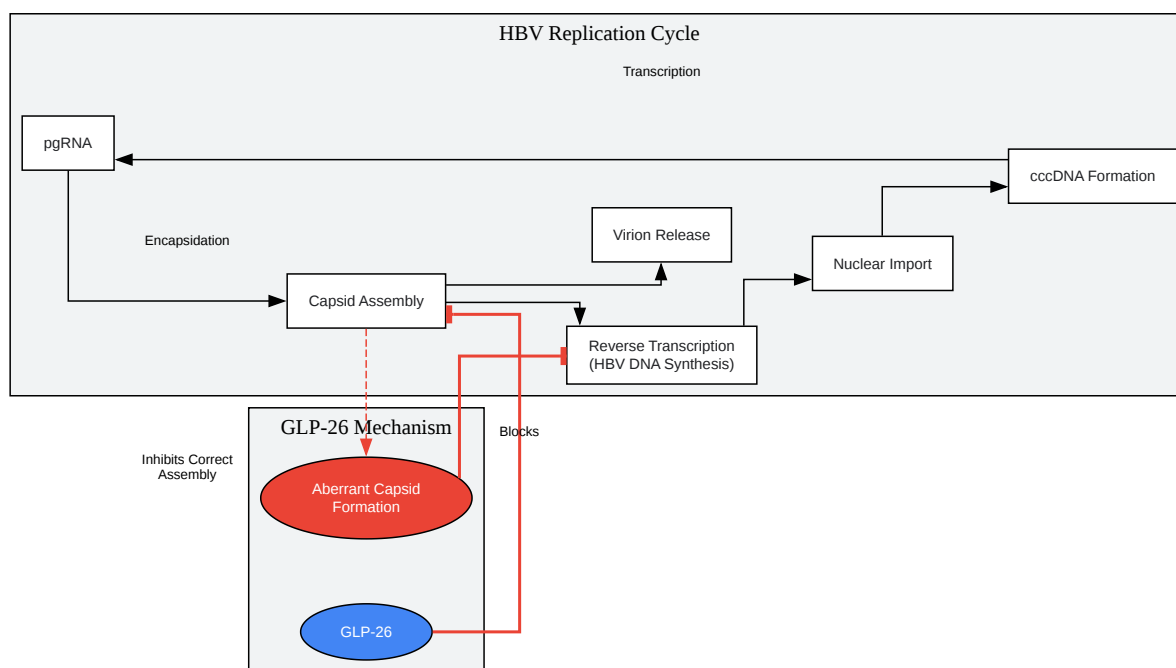 HBV Replication Cycle
Transcription
pgRNA
cccDNA Formation
Encapsidation
Virion Release
Nuclear Import
Capsid Assembly
Reverse Transcription
(HBV DNA Synthesis)
GLP-26 Mechanism
Blocks
Inhibits Correct
Assembly
Aberrant Capsid
Formation
GLP-26